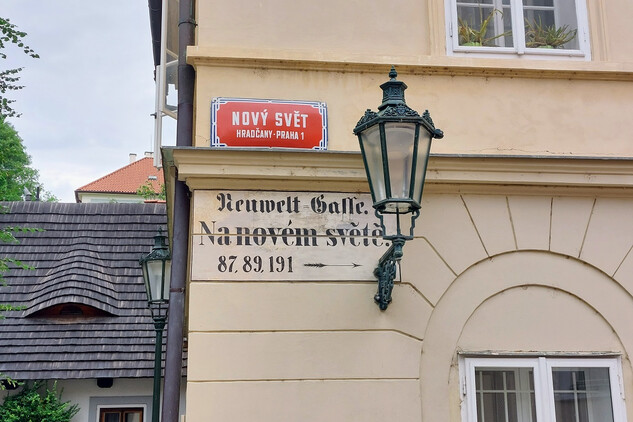 NOVÝ SVĚT
HRADČANY-PRAHA 1
Neuwelt-Gasse.
Na novém světě.
87, 89, 191